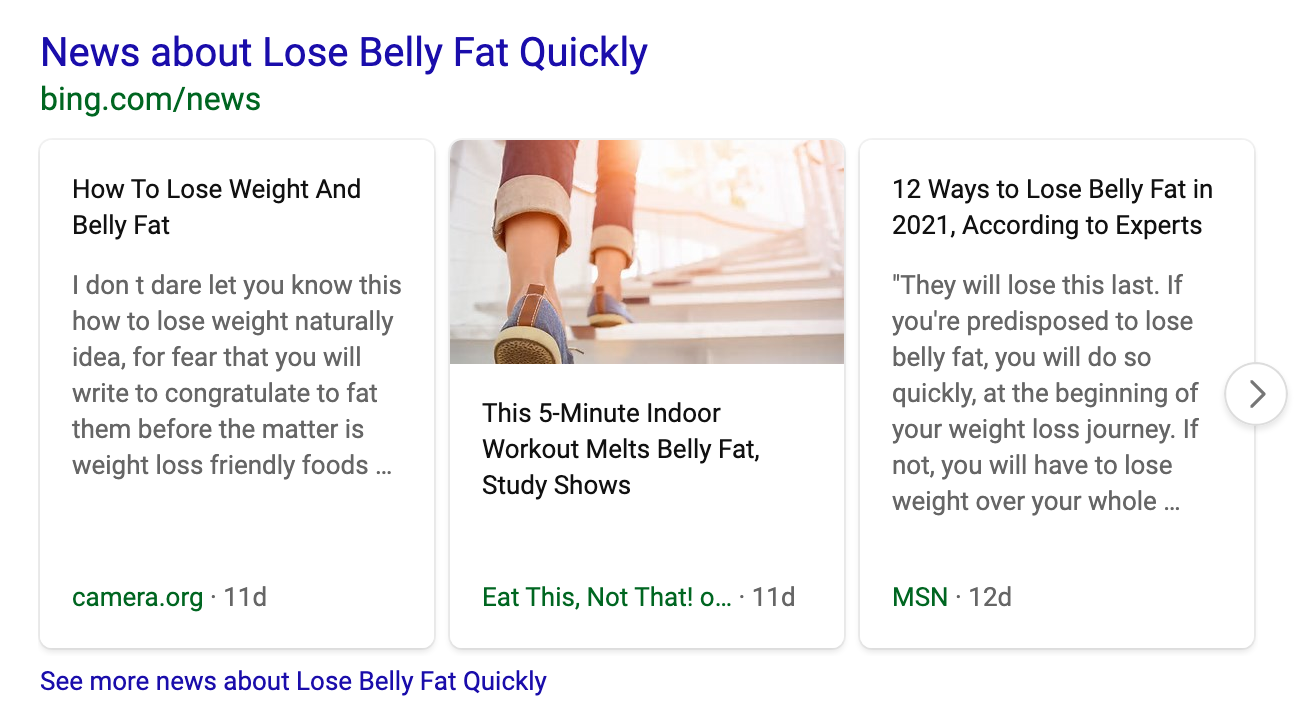 News about Lose Belly Fat Quickly
bing.com/news
How To Lose Weight And
Belly Fat
I don t dare let you know this
how to lose weight naturally
idea, for fear that you will
write to congratulate to fat
them before the matter is
weight loss friendly foods ...
camera.org · 11d
This 5-Minute Indoor
Workout Melts Belly Fat,
Study Shows
Eat This, Not That! o... · 11d
12 Ways to Lose Belly Fat in
2021, According to Experts
"They will lose this last. If
you're predisposed to lose
belly fat, you will do so
quickly, at the beginning of
your weight loss journey. If
not, you will have to lose
weight over your whole ...
MSN · 12d
See more news about Lose Belly Fat Quickly